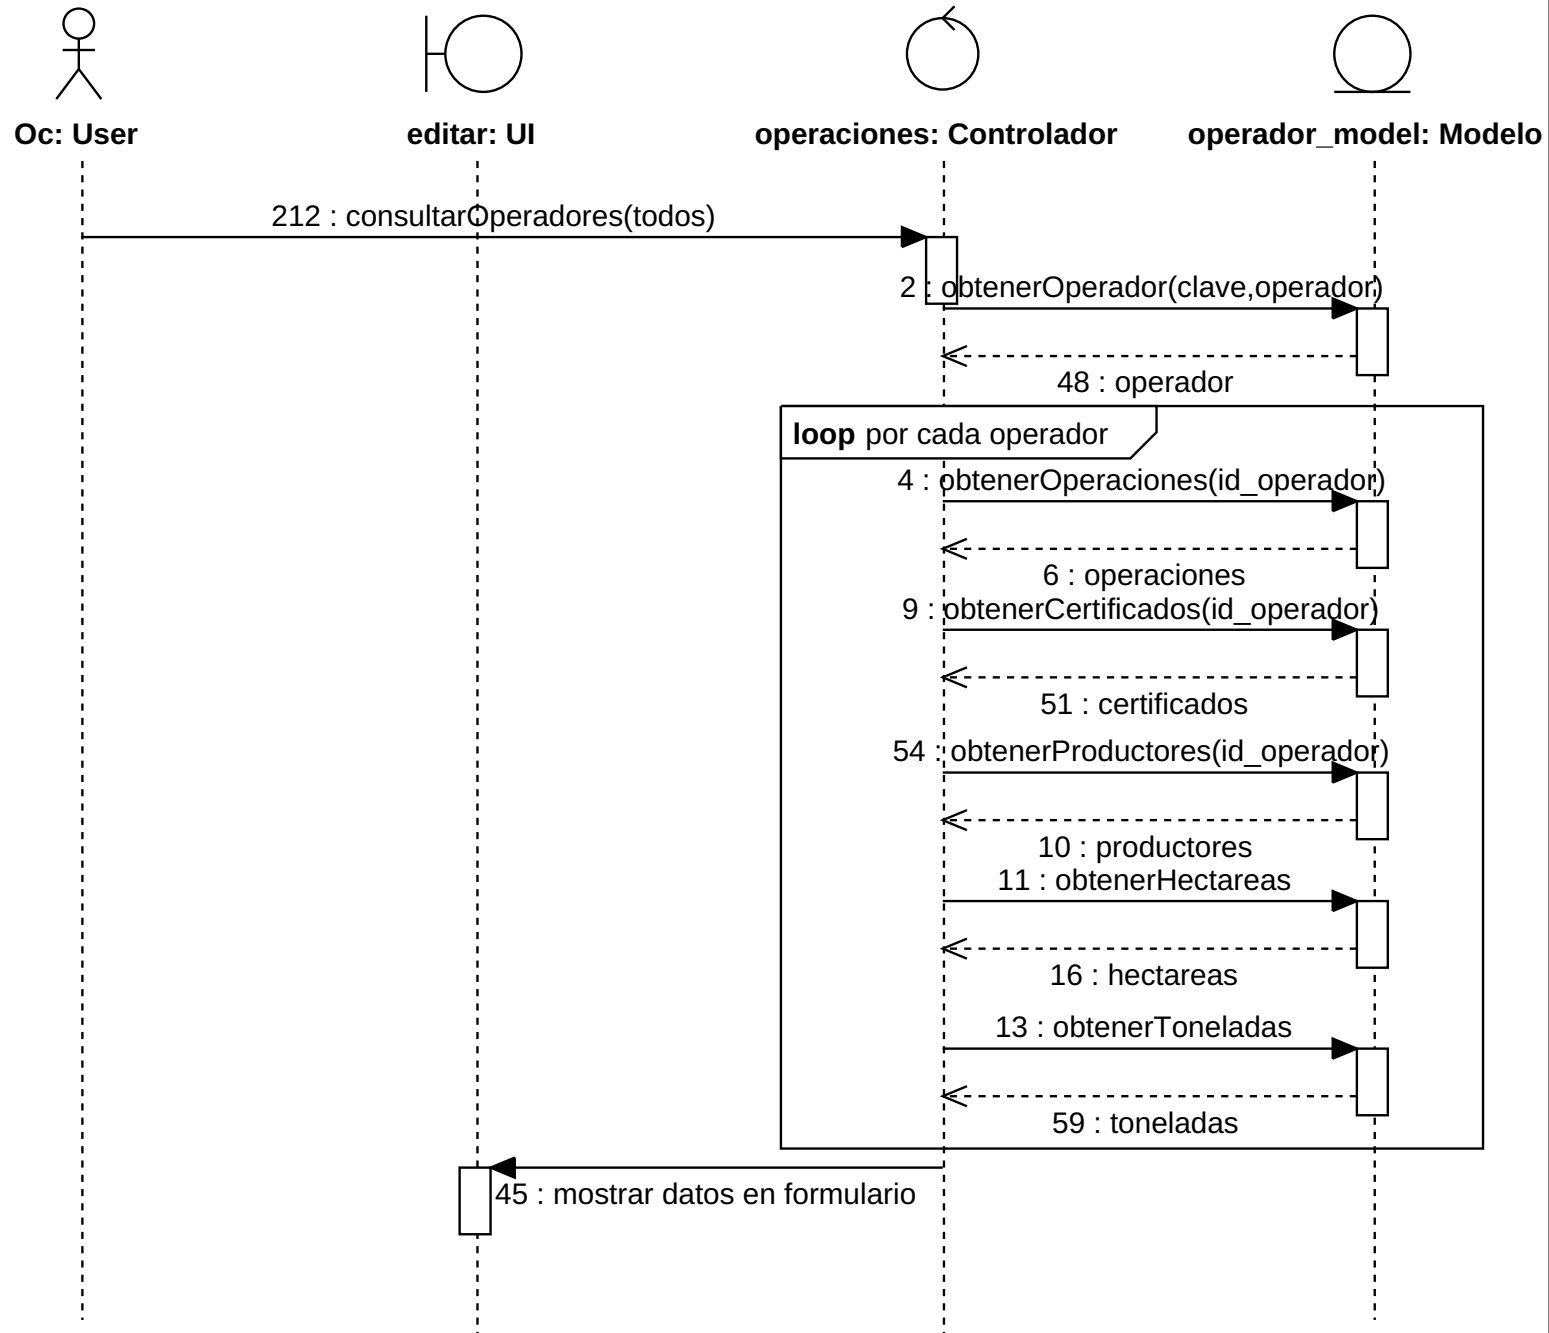 Oc: User
editar: UI
operaciones: Controlador
operador_model: Modelo
212 : consultarOperadores(todos)
2 : obtenerOperador(clave,operador)
48 : operador
loop por cada operador
4 : obtenerOperaciones(id_operador)
6 : operaciones
9 : obtenerCertificados(id_operador)
51 : certificados
54 : obtenerProductores(id_operador)
10 : productores
11 : obtenerHectareas
16 : hectareas
13 : obtenerToneladas
59 : toneladas
45 : mostrar datos en formulario